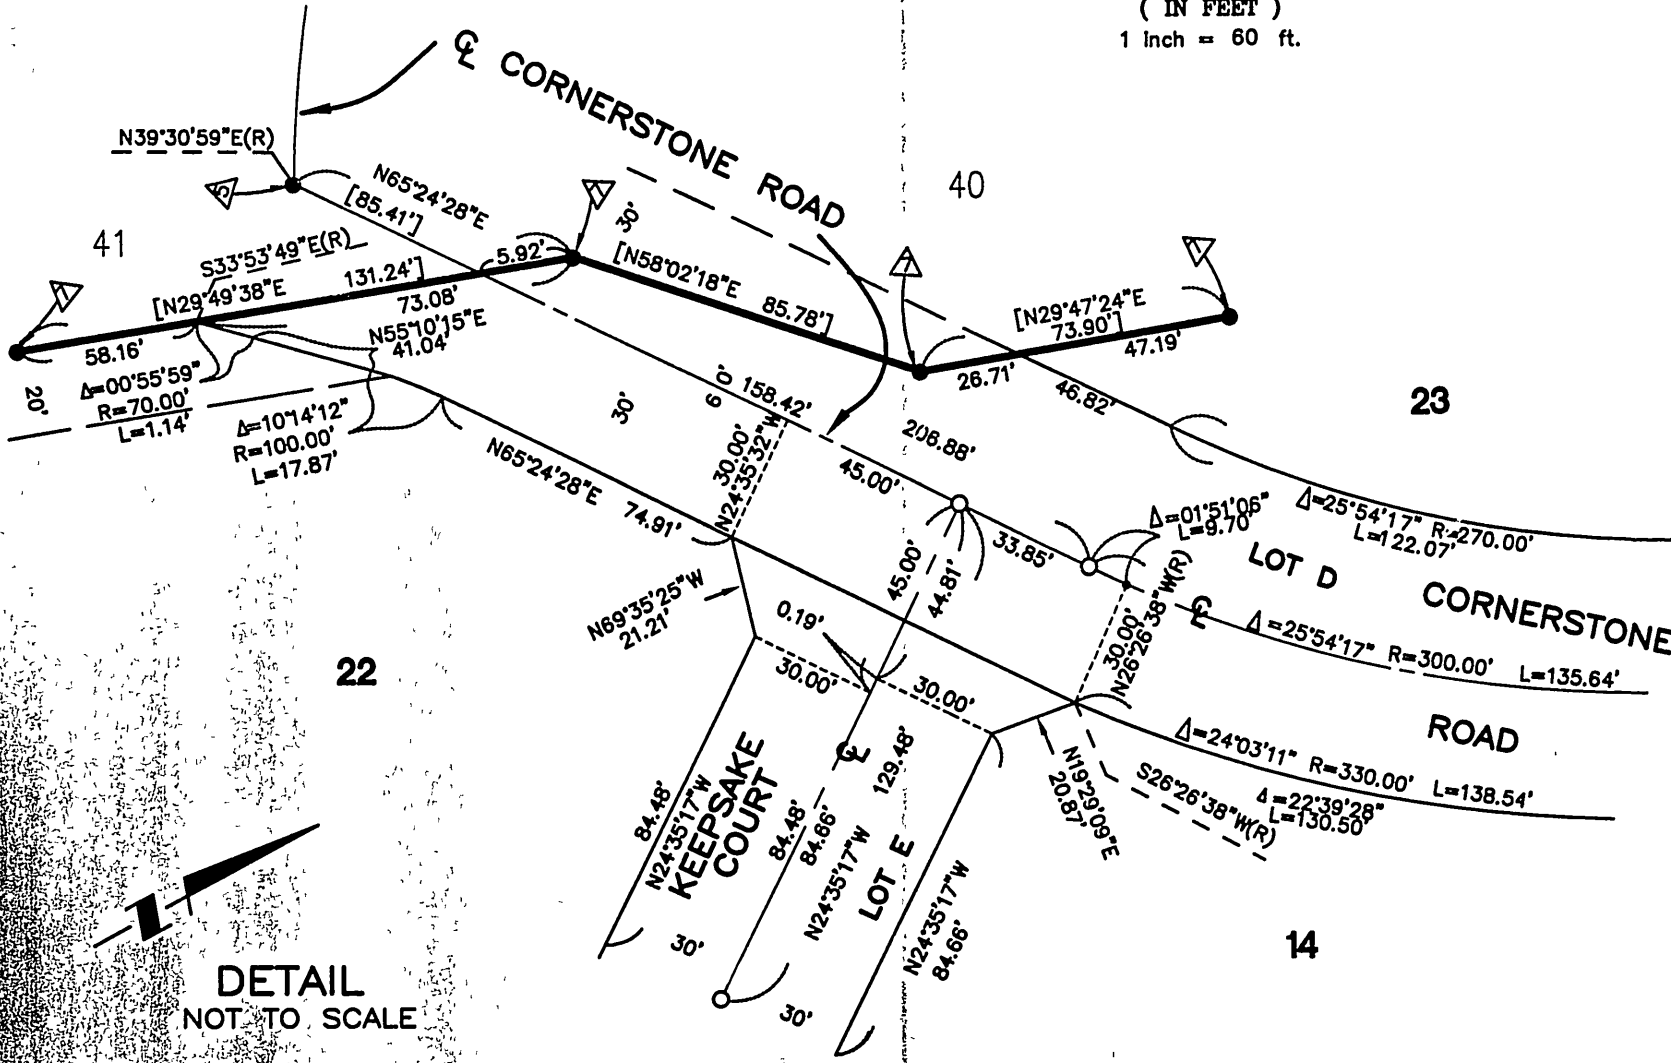 ( IN FEET )
1 inch = 60 ft.
℄ CORNERSTONE ROAD
N39°30'59"E(R)
5
N65°24'28"E
[85.41']
40
41
30'
S33°53'49"E(R)
[N29°49'38"E 131.24']
5.92'
[N58°02'18"E 85.78']
[N29°47'24"E
73.90']
73.08'
58.16'
N55°10'15"E
41.04'
47.19'
26.71'
46.82'
20'
Δ=00°55'59"
R=70.00'
L=1.14'
Δ=10°14'12"
R=100.00'
L=17.87'
30'
60'
158.42'
206.88'
23
N65°24'28"E 74.91'
30.00'
N24°35'32"W
45.00'
33.85'
Δ=01°51'06"
L=9.70'
Δ=25°54'17" R=270.00'
L=122.07'
LOT D CORNERSTONE
ROAD
45.00'
44.81'
30.00'
N26°26'38"W(R)
℄
Δ=25°54'17" R=300.00' L=135.64'
N69°35'25"W
21.21'
0.19'
30.00'
30.00'
22
Δ=24°03'11" R=330.00' L=138.54'
Δ=22°39'28"
L=130.50'
S26°26'38"W(R)
N19°29'09"E
20.87'
84.48'
N24°35'17"W
KEEPSAKE
COURT
℄
84.48'
84.66'
129.48'
N24°35'17"W
LOT E
N24°35'17"W
84.66'
30'
30'
14
DETAIL
NOT TO SCALE